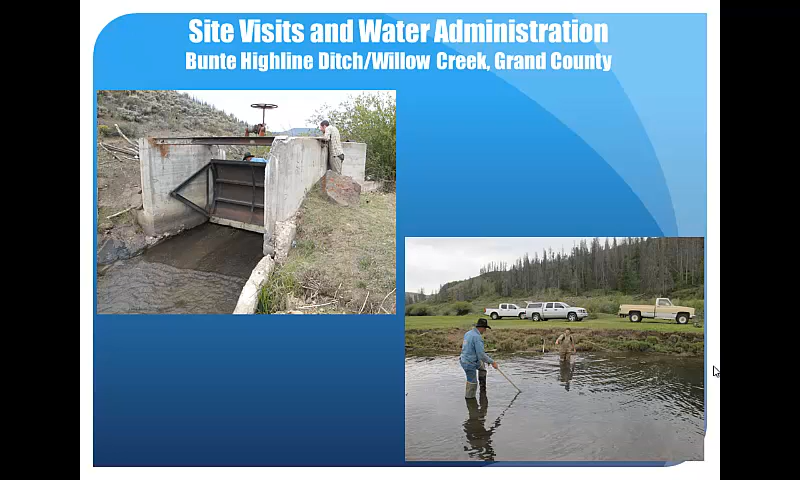 Site Visits and Water Administration
Bunte Highline Ditch/Willow Creek, Grand County